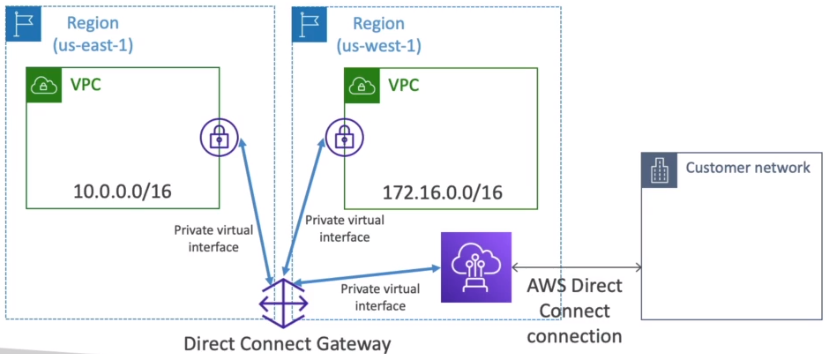 Region
(us-east-1)
VPC
10.0.0.0/16
Region
(us-west-1)
VPC
172.16.0.0/16
Private virtual
interface
Private virtual
interface
Private virtual
interface
Direct Connect Gateway
AWS Direct
Connect
connection
Customer network